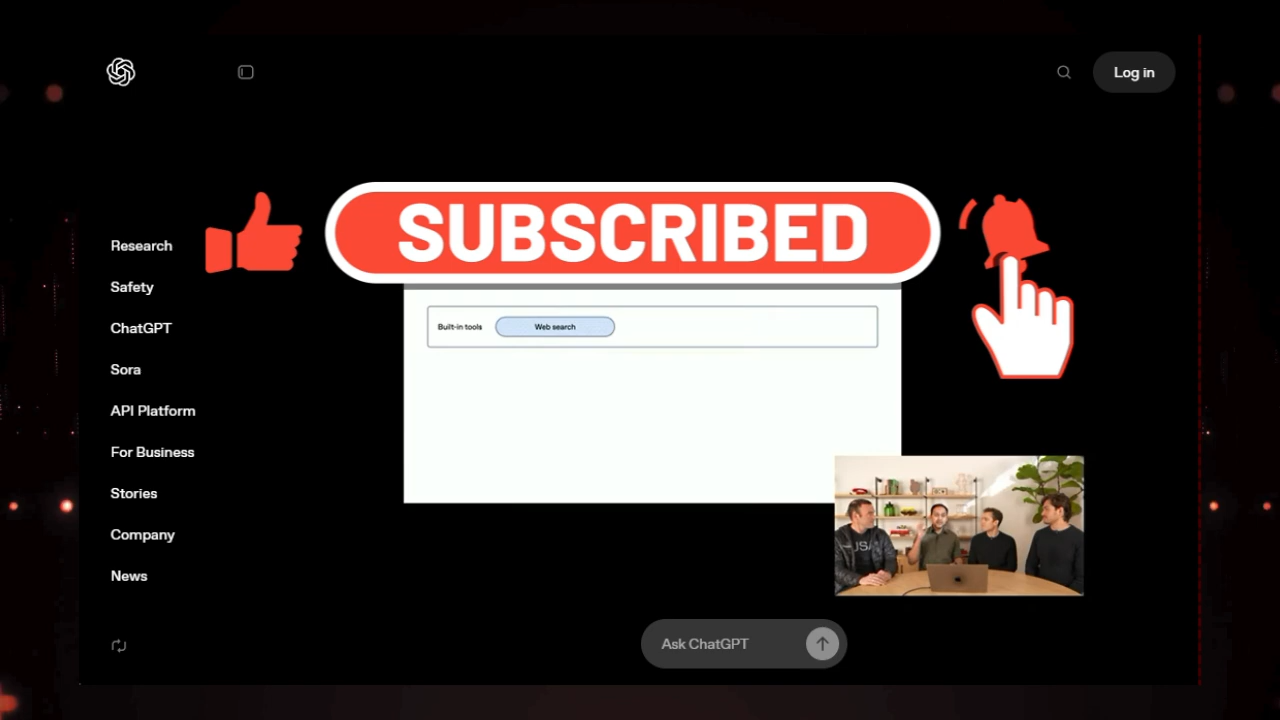 Log in
SUBSCRIBED
Research
Safety
ChatGPT
Sora
API Platform
For Business
Stories
Company
News
Built-in tools
Web search
USA
Ask ChatGPT